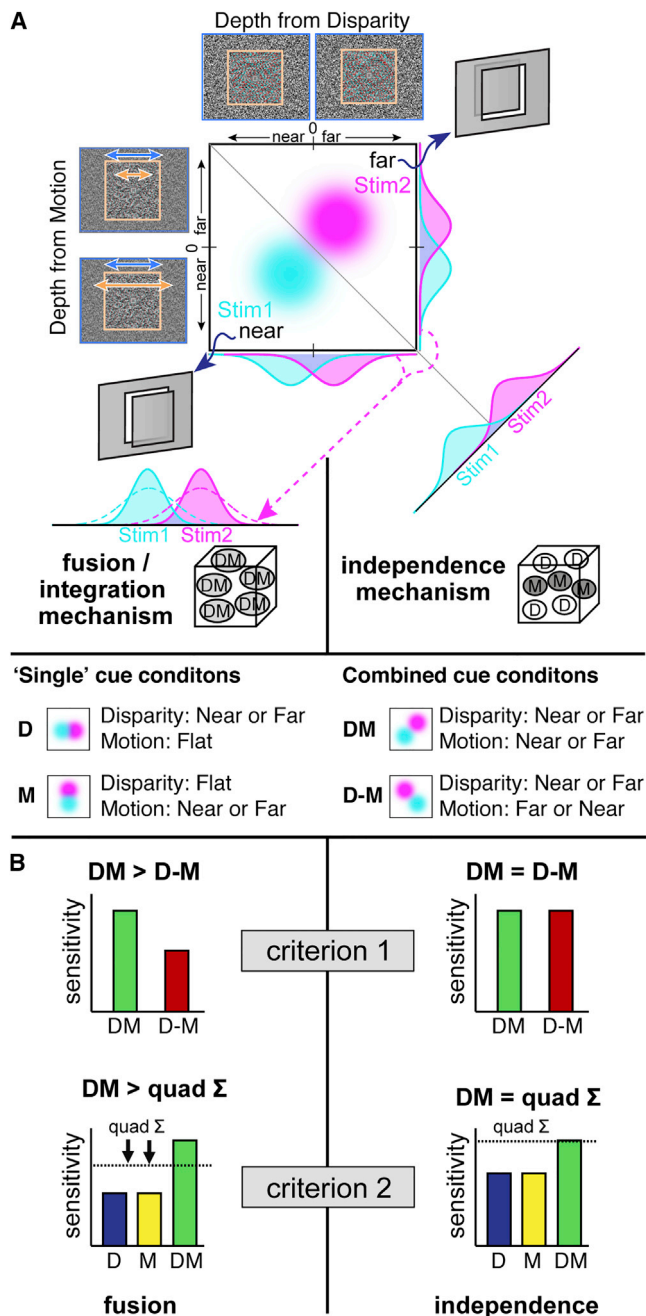 A
Depth from Disparity
0
near far
far
Stim2
Depth from Motion
far
0
near
Stim1
near
Stim1
Stim2
Stim1 Stim2
fusion /
integration
mechanism
DM
DM
DM
DM
DM
independence
mechanism
D
D
M
M
M
D
D
'Single' cue conditons
D
Disparity: Near or Far
Motion: Flat
M
Disparity: Flat
Motion: Near or Far
Combined cue conditons
DM
Disparity: Near or Far
Motion: Near or Far
D-M
Disparity: Near or Far
Motion: Far or Near
B
DM > D-M
sensitivity
DM D-M
criterion 1
DM = D-M
sensitivity
DM D-M
DM > quad Σ
quad Σ
sensitivity
D M DM
fusion
criterion 2
DM = quad Σ
quad Σ
sensitivity
D M DM
independence